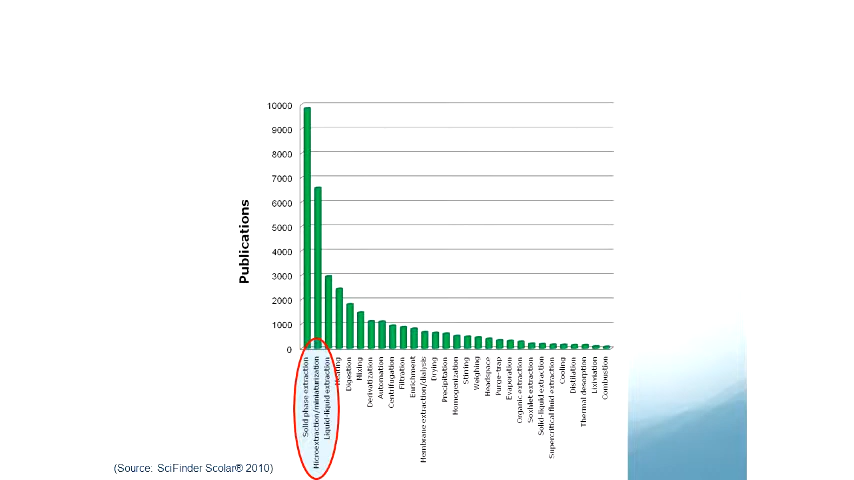 10000
9000
8000
7000
6000
5000
4000
3000
2000
1000
0
Publications
Solid phase extraction
Microextraction/miniaturization
Liquid-liquid extraction
Heating
Digestion
Mixing
Derivatization
Automation
Centrifugation
Filtration
Enrichment
Membrane extraction/dialysis
Drying
Precipitation
Homogenization
Stirring
Weighing
Headspace
Purge-trap
Evaporation
Organic extraction
Soxhlet extraction
Solid-liquid extraction
Supercritical fluid extraction
Cooling
Distillation
Thermal desorption
Lixiviation
Combustion
(Source: SciFinder Scolar® 2010)